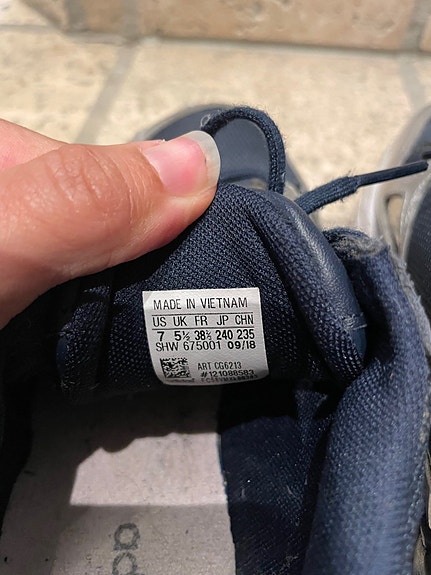 MADE IN VIETNAM
US UK FR JP CHN
7 5½ 38⅔ 240 235
SHW 675001 09/18
ART CG6213
#121088583